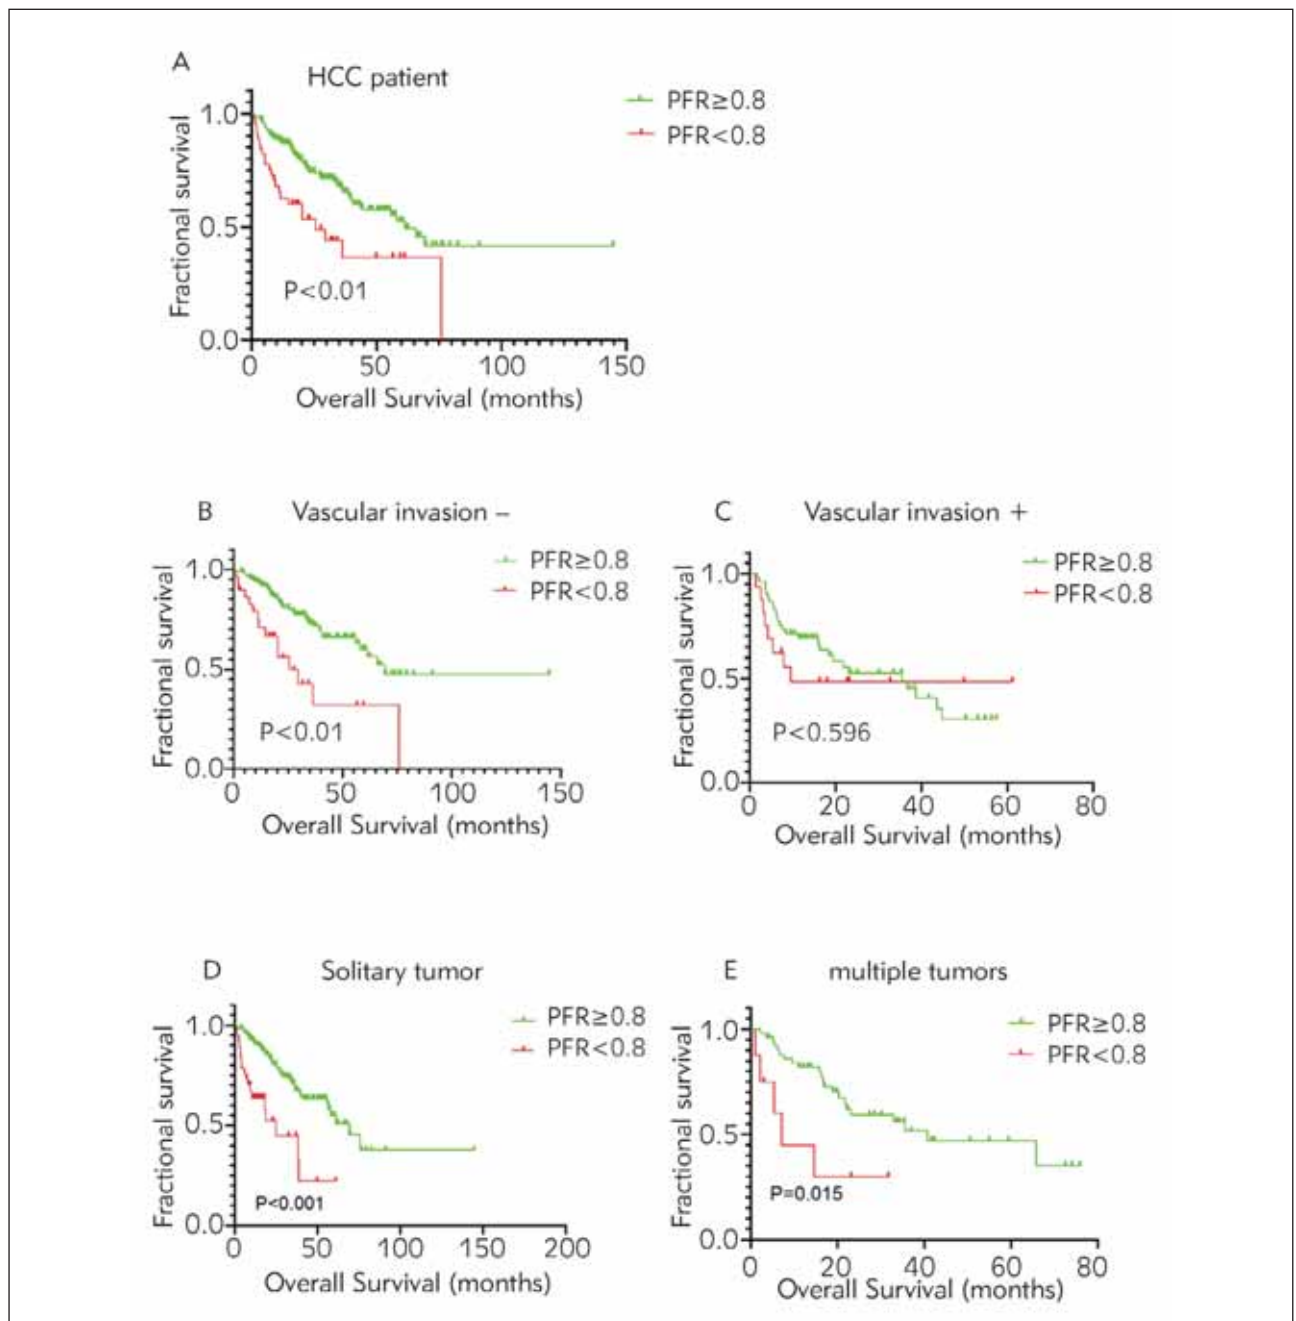 A
HCC patient
PFR≥0.8
PFR<0.8
Fractional survival
1.0
0.5
0.0
P<0.01
0 50 100 150
Overall Survival (months)
B
Vascular invasion –
PFR≥0.8
PFR<0.8
Fractional survival
1.0
0.5
0.0
P<0.01
0 50 100 150
Overall Survival (months)
C
Vascular invasion +
PFR≥0.8
PFR<0.8
Fractional survival
1.0
0.5
0.0
P<0.596
0 20 40 60 80
Overall Survival (months)
D
Solitary tumor
PFR≥0.8
PFR<0.8
Fractional survival
1.0
0.5
0.0
P<0.001
0 50 100 150 200
Overall Survival (months)
E
multiple tumors
PFR≥0.8
PFR<0.8
Fractional survival
1.0
0.5
0.0
P=0.015
0 20 40 60 80
Overall Survival (months)